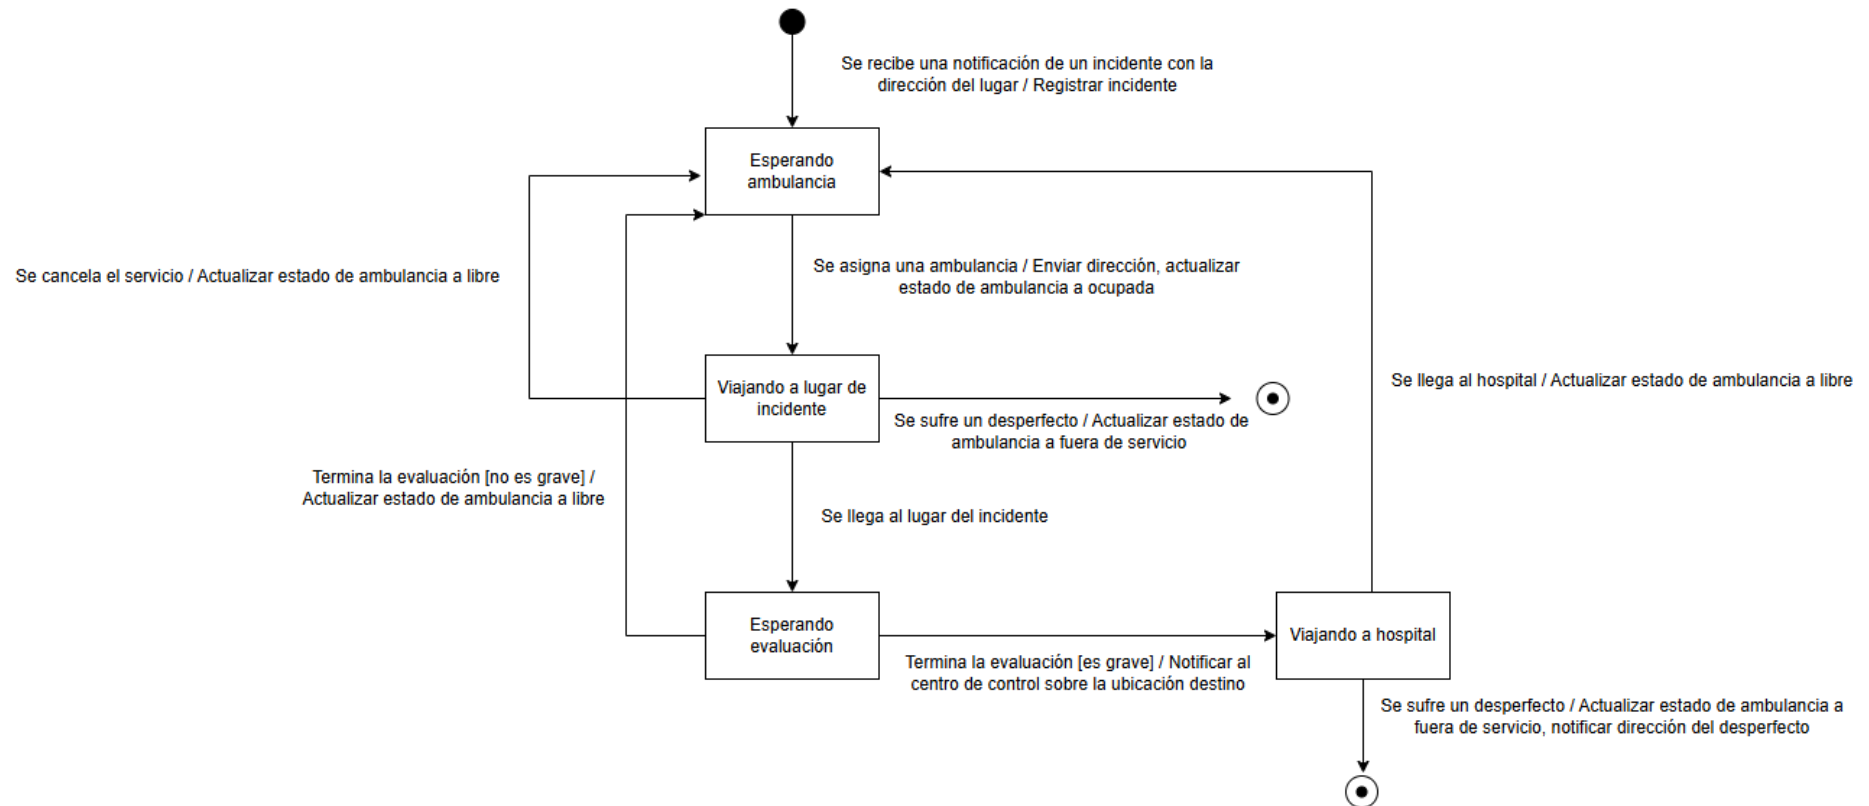 Se recibe una notificación de un incidente con la
dirección del lugar / Registrar incidente
Esperando
ambulancia
Se cancela el servicio / Actualizar estado de ambulancia a libre
Se asigna una ambulancia / Enviar dirección, actualizar
estado de ambulancia a ocupada
Viajando a lugar de
incidente
Se llega al hospital / Actualizar estado de ambulancia a libre
Se sufre un desperfecto / Actualizar estado de
ambulancia a fuera de servicio
Termina la evaluación [no es grave] /
Actualizar estado de ambulancia a libre
Se llega al lugar del incidente
Esperando
evaluación
Viajando a hospital
Termina la evaluación [es grave] / Notificar al
centro de control sobre la ubicación destino
Se sufre un desperfecto / Actualizar estado de ambulancia a
fuera de servicio, notificar dirección del desperfecto